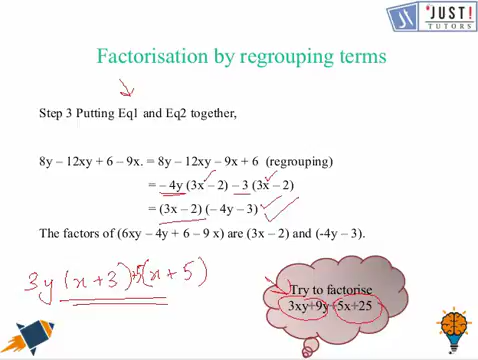 JT
JUST!
TUTORS
Factorisation by regrouping terms
Step 3 Putting Eq1 and Eq2 together,
8y – 12xy + 6 – 9x. = 8y – 12xy – 9x + 6 (regrouping)
= – 4y (3x – 2) – 3 (3x – 2)
= (3x – 2) (– 4y – 3)
The factors of (6xy – 4y + 6 – 9 x) are (3x – 2) and (-4y – 3).
3y (x + 3) +5(x + 5)
Try to factorise
3xy+9y+5x+25